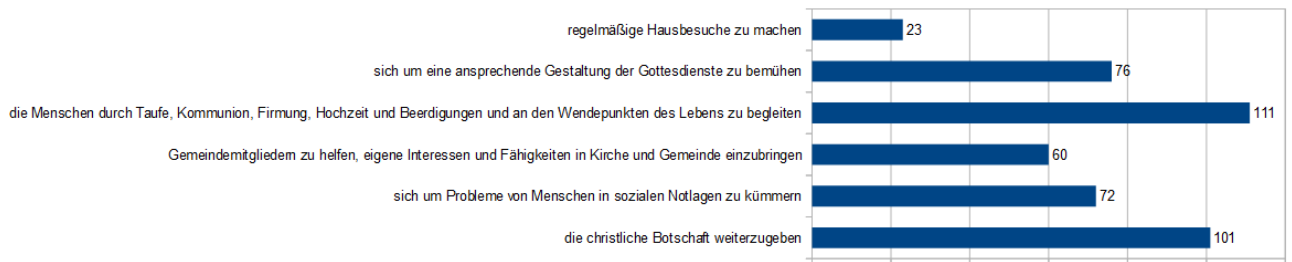 regelmäßige Hausbesuche zu machen 23
sich um eine ansprechende Gestaltung der Gottesdienste zu bemühen 76
die Menschen durch Taufe, Kommunion, Firmung, Hochzeit und Beerdigungen und an den Wendepunkten des Lebens zu begleiten 111
Gemeindemitgliedern zu helfen, eigene Interessen und Fähigkeiten in Kirche und Gemeinde einzubringen 60
sich um Probleme von Menschen in sozialen Notlagen zu kümmern 72
die christliche Botschaft weiterzugeben 101